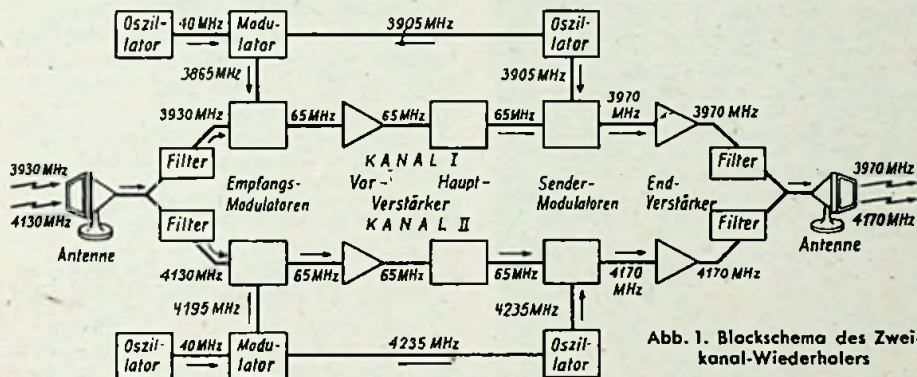 Oszil-
lator
40 MHz
Modu-
lator
3905 MHz
Oszil-
lator
3865 MHz
3905 MHz
3930 MHz
65 MHz
65 MHz
65 MHz
3970
MHz
3970 MHz
Filter
Filter
KANAL I
3930 MHz
4130 MHz
Antenne
Empfangs-
Modulatoren
Vor-
Haupt-
Verstärker
Sender-
Modulatoren
End-
Verstärker
3970 MHz
4170 MHz
Antenne
KANAL II
Filter
Filter
4130 MHz
65 MHz
65 MHz
65 MHz
4170
MHz
4170 MHz
4195 MHz
4235 MHz
Oszil-
lator
40 MHz
Modu-
lator
4235 MHz
Oszil-
lator
Abb. 1. Blockschema des Zwei-
kanal-Wiederholers